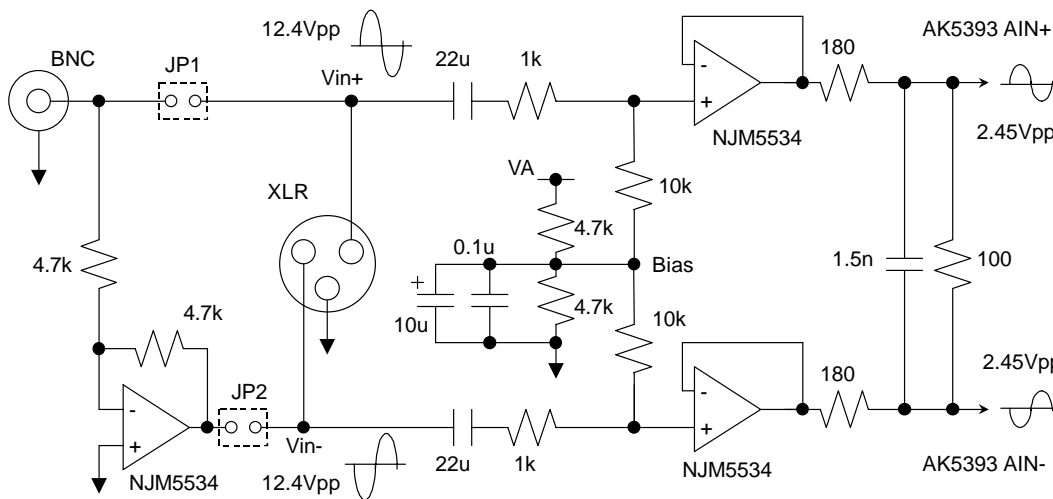 12.4Vpp
BNC
JP1
Vin+
22u
1k
180
AK5393 AIN+
-
+
NJM5534
2.45Vpp
VA
10k
XLR
4.7k
4.7k
0.1u
Bias
1.5n
100
+
10u
4.7k
10k
4.7k
JP2
180
2.45Vpp
-
+
-
+
Vin-
22u
1k
NJM5534
12.4Vpp
NJM5534
AK5393 AIN-